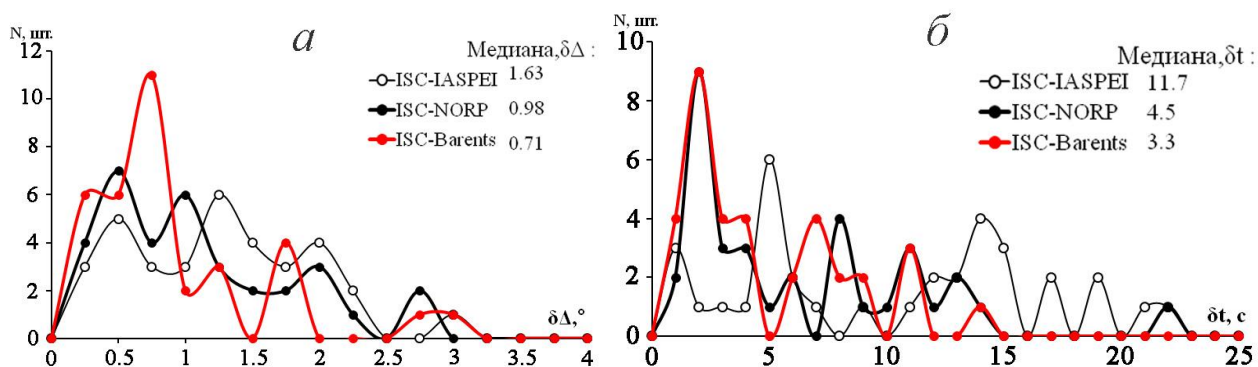 N, шт.
а
Медиана,δΔ :
ISC-IASPEI 1.63
ISC-NORP 0.98
ISC-Barents 0.71
12
10
8
6
4
2
0
δΔ,°
0 0.5 1 1.5 2 2.5 3 3.5 4
N, шт.
б
Медиана,δt :
ISC-IASPEI 11.7
ISC-NORP 4.5
ISC-Barents 3.3
10
8
6
4
2
0
δt, с
0 5 10 15 20 25